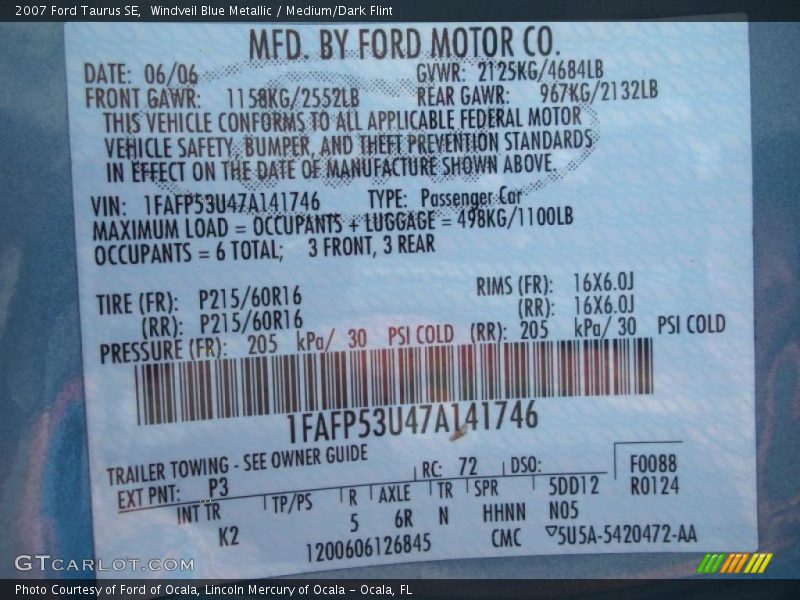 2007 Ford Taurus SE, Windveil Blue Metallic / Medium/Dark Flint
MFD. BY FORD MOTOR CO.
DATE: 06/06 GVWR: 2125KG/4684LB
FRONT GAWR: 1158KG/2552LB REAR GAWR: 967KG/2132LB
THIS VEHICLE CONFORMS TO ALL APPLICABLE FEDERAL MOTOR
VEHICLE SAFETY, BUMPER, AND THEFT PREVENTION STANDARDS
IN EFFECT ON THE DATE OF MANUFACTURE SHOWN ABOVE.
VIN: 1FAFP53U47A141746 TYPE: Passenger Car
MAXIMUM LOAD = OCCUPANTS + LUGGAGE = 498KG/1100LB
OCCUPANTS = 6 TOTAL; 3 FRONT, 3 REAR
TIRE (FR): P215/60R16 RIMS (FR): 16X6.0J
(RR): P215/60R16 (RR): 16X6.0J
PRESSURE (FR): 205 kPa/ 30 PSI COLD (RR): 205 kPa/ 30 PSI COLD
1FAFP53U47A141746
TRAILER TOWING - SEE OWNER GUIDE RC: 72 DSO: F0088
EXT PNT: P3 R0124
INT TR TP/PS R AXLE TR SPR 5DD12
K2 5 6R N HHNN N05
1200606126845 CMC ▽5U5A-5420472-AA
GTCARLOT.COM
Photo Courtesy of Ford of Ocala, Lincoln Mercury of Ocala - Ocala, FL